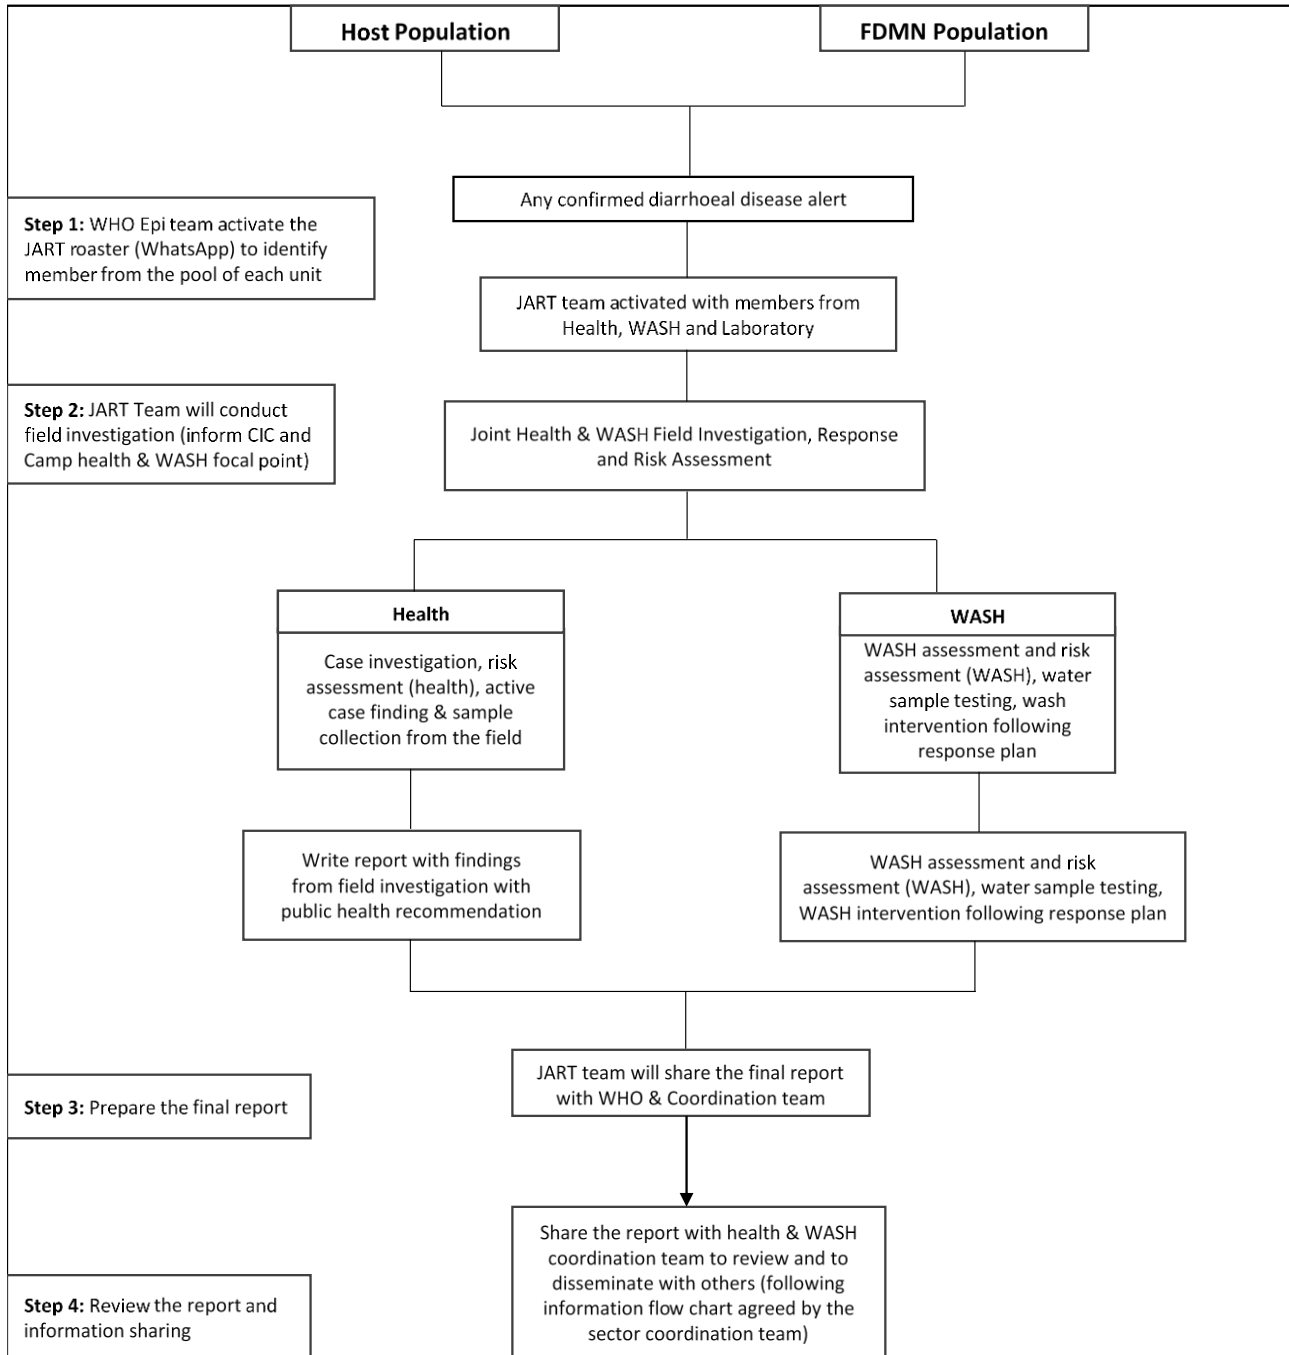 Host Population
FDMN Population
Any confirmed diarrhoeal disease alert
Step 1: WHO Epi team activate the
JART roaster (WhatsApp) to identify
member from the pool of each unit
JART team activated with members from
Health, WASH and Laboratory
Step 2: JART Team will conduct
field investigation (inform CIC and
Camp health & WASH focal point)
Joint Health & WASH Field Investigation, Response
and Risk Assessment
Health
Case investigation, risk
assessment (health), active
case finding & sample
collection from the field
WASH
WASH assessment and risk
assessment (WASH), water
sample testing, wash
intervention following
response plan
Write report with findings
from field investigation with
public health recommendation
WASH assessment and risk
assessment (WASH), water sample testing,
WASH intervention following response plan
JART team will share the final report
with WHO & Coordination team
Step 3: Prepare the final report
Share the report with health & WASH
coordination team to review and to
disseminate with others (following
information flow chart agreed by the
sector coordination team)
Step 4: Review the report and
information sharing